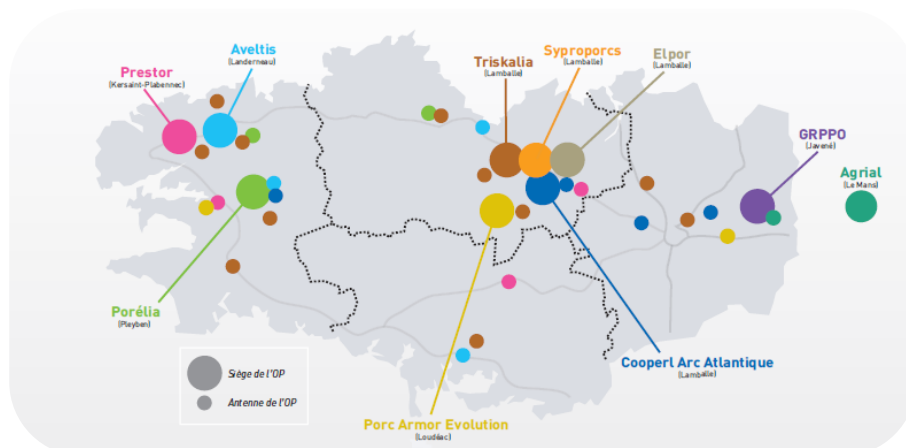 Aveltis
(Landerneau)
Prestor
(Kersaint-Plabennec)
Triskalia
(Lamballe)
Syproporcs
(Lamballe)
Elpor
(Lamballe)
GRPPO
(Javené)
Agrial
(Le Mans)
Porélia
(Pleyben)
Cooperl Arc Atlantique
(Lamballe)
Porc Armor Evolution
(Loudéac)
Siège de l'OP
Antenne de l'OP